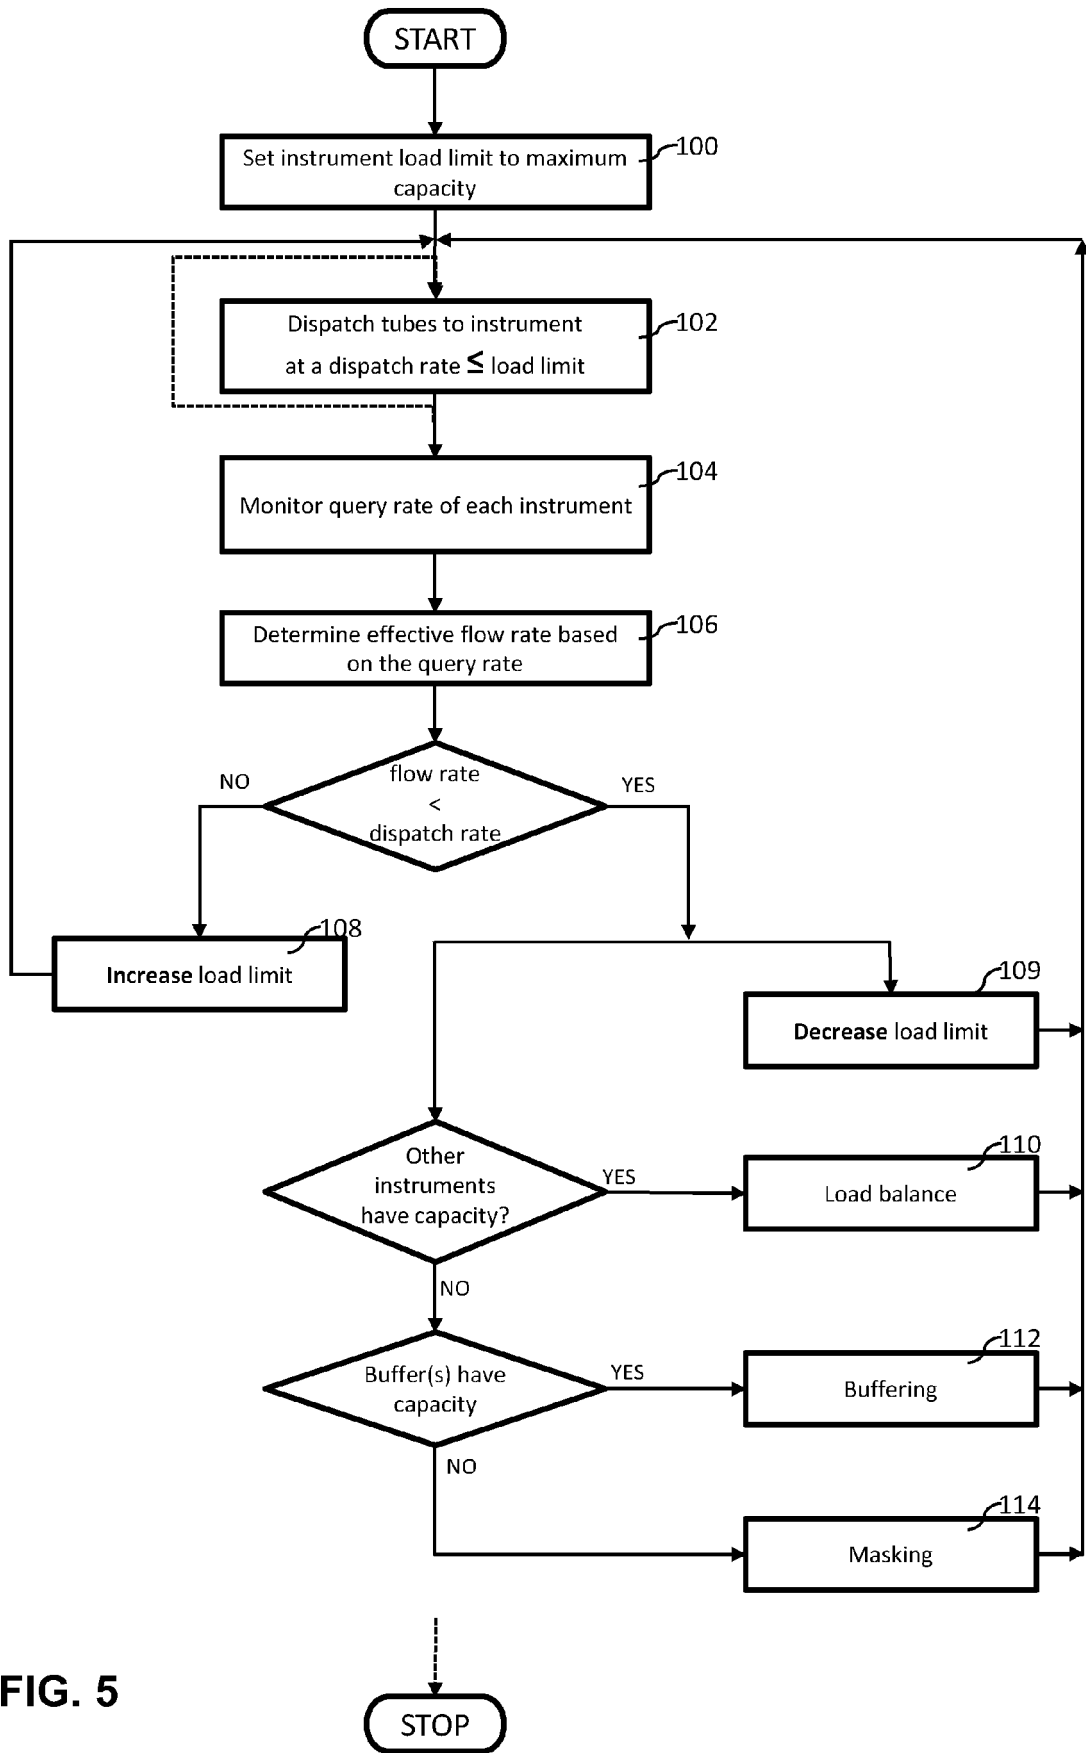 START
Set instrument load limit to maximum
capacity
100
Dispatch tubes to instrument
at a dispatch rate ≤ load limit
102
Monitor query rate of each instrument
104
Determine effective flow rate based
on the query rate
106
flow rate
<
dispatch rate
NO
YES
108
Increase load limit
109
Decrease load limit
Other
instruments
have capacity?
YES
110
Load balance
NO
Buffer(s) have
capacity
YES
112
Buffering
NO
114
Masking
FIG. 5
STOP